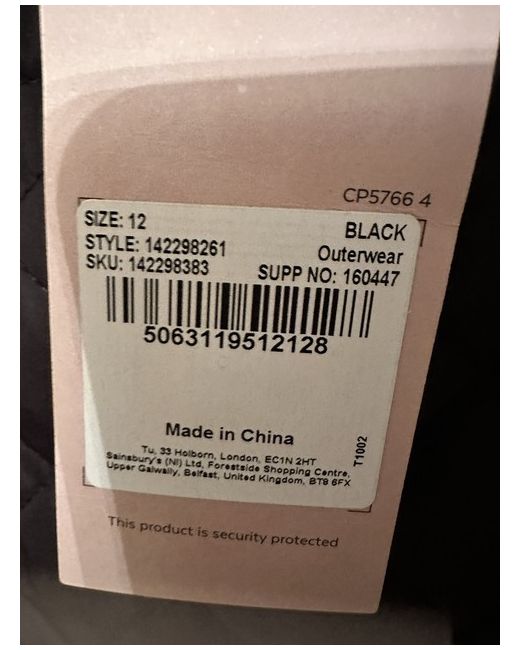 CP5766 4
SIZE: 12
BLACK
STYLE: 142298261
Outerwear
SKU: 142298383
SUPP NO: 160447
5063119512128
Made in China
T1002
Tu, 33 Holborn, London, EC1N 2HT
Sainsbury's (NI) Ltd, Forestside Shopping Centre,
Upper Galwally, Belfast, United Kingdom, BT8 6FX
This product is security protected